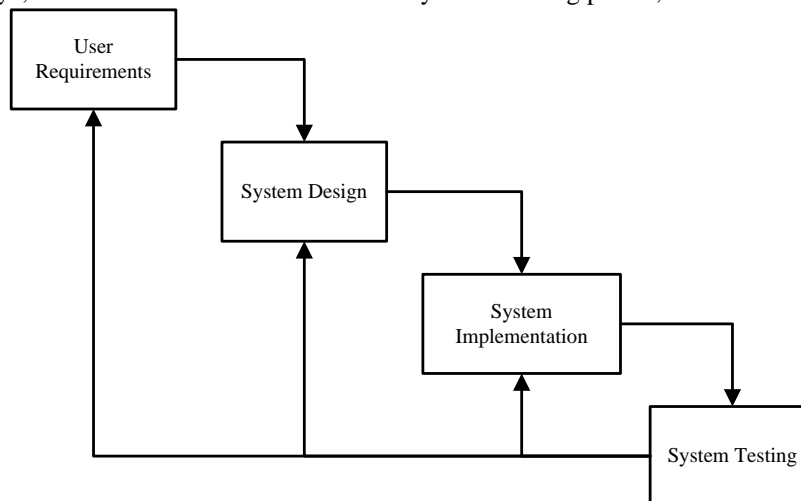 User
Requirements
System Design
System
Implementation
System Testing